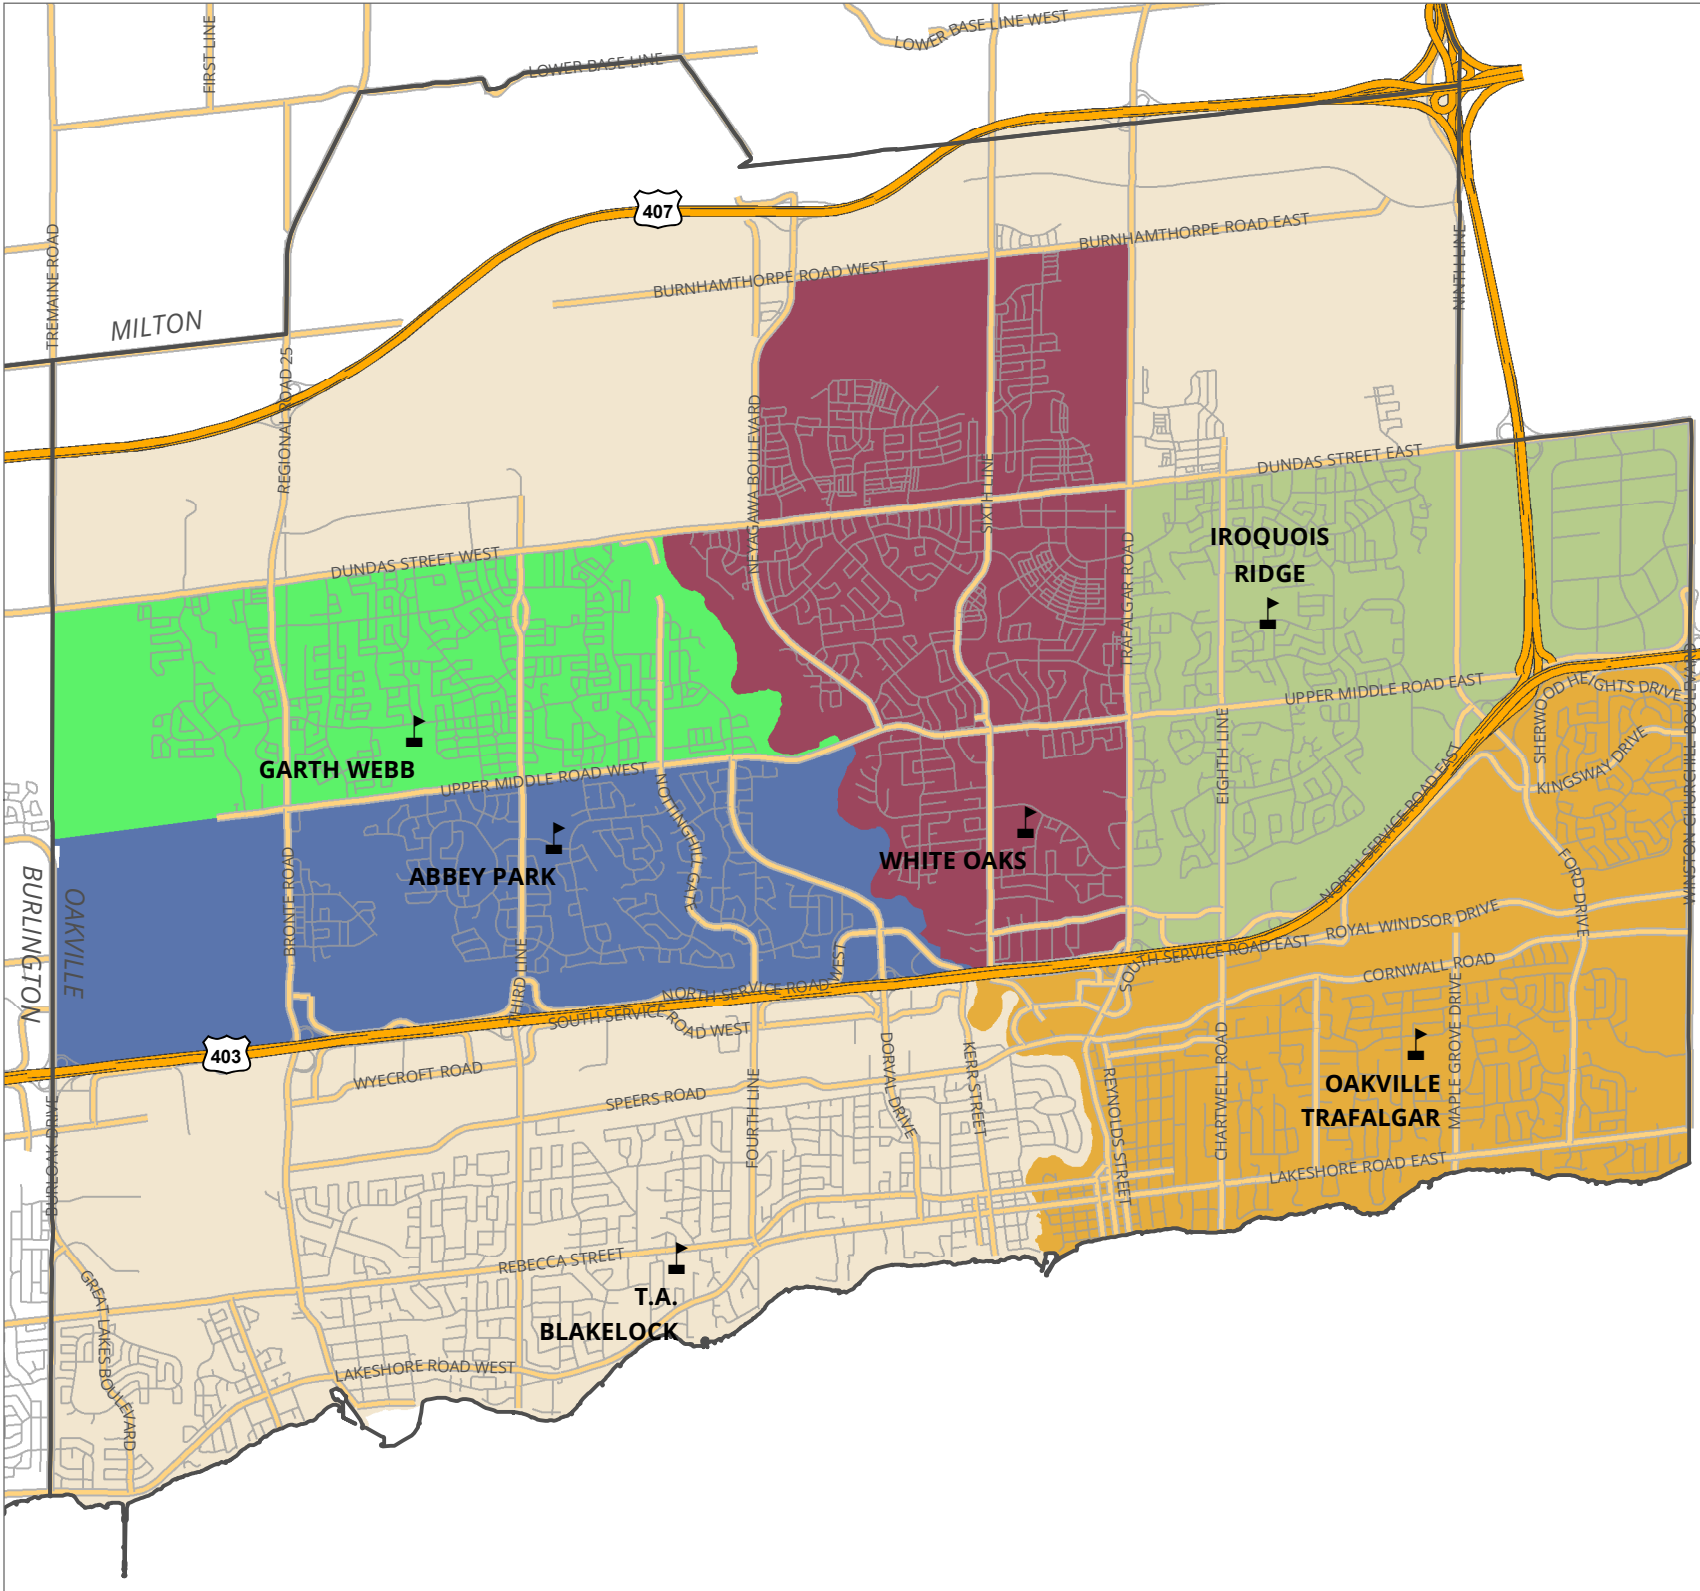 FIRST LINE
LOWER BASE LINE WEST
LOWER BASE LINE
407
TREMAINE ROAD
BURNHAMTHORPE ROAD EAST
BURNHAMTHORPE ROAD WEST
NINTH LINE
MILTON
REGIONAL ROAD 25
NEYAGAWA BOULEVARD
SIXTH LINE
DUNDAS STREET EAST
DUNDAS STREET WEST
IROQUOIS
RIDGE
TRAFALGAR ROAD
UPPER MIDDLE ROAD EAST
SHERWOOD HEIGHTS DRIVE
SHERWOOD
KINGSWAY DRIVE
WINSTON CHURCHILL BOULEVARD
GARTH WEBB
UPPER MIDDLE ROAD WEST
NOTTINGHILL GATE
EIGHTH LINE
NORTH SERVICE ROAD EAST
ABBEY PARK
WHITE OAKS
FORD DRIVE
BURLINGTON
OAKVILLE
BRONTE ROAD
THIRD LINE
NORTH SERVICE ROAD WEST
SOUTH SERVICE ROAD EAST
ROYAL WINDSOR DRIVE
CORNWALL ROAD
SOUTH SERVICE ROAD WEST
403
WYECROFT ROAD
SPEERS ROAD
FOURTH LINE
DORVAL DRIVE
KERR STREET
REYNOLDS STREET
CHARTWELL ROAD
MAPLE GROVE DRIVE
OAKVILLE
TRAFALGAR
LAKESHORE ROAD EAST
BURLOAK DRIVE
REBECCA STREET
T.A.
BLAKELOCK
GREAT LAKES BOULEVARD
LAKESHORE ROAD WEST